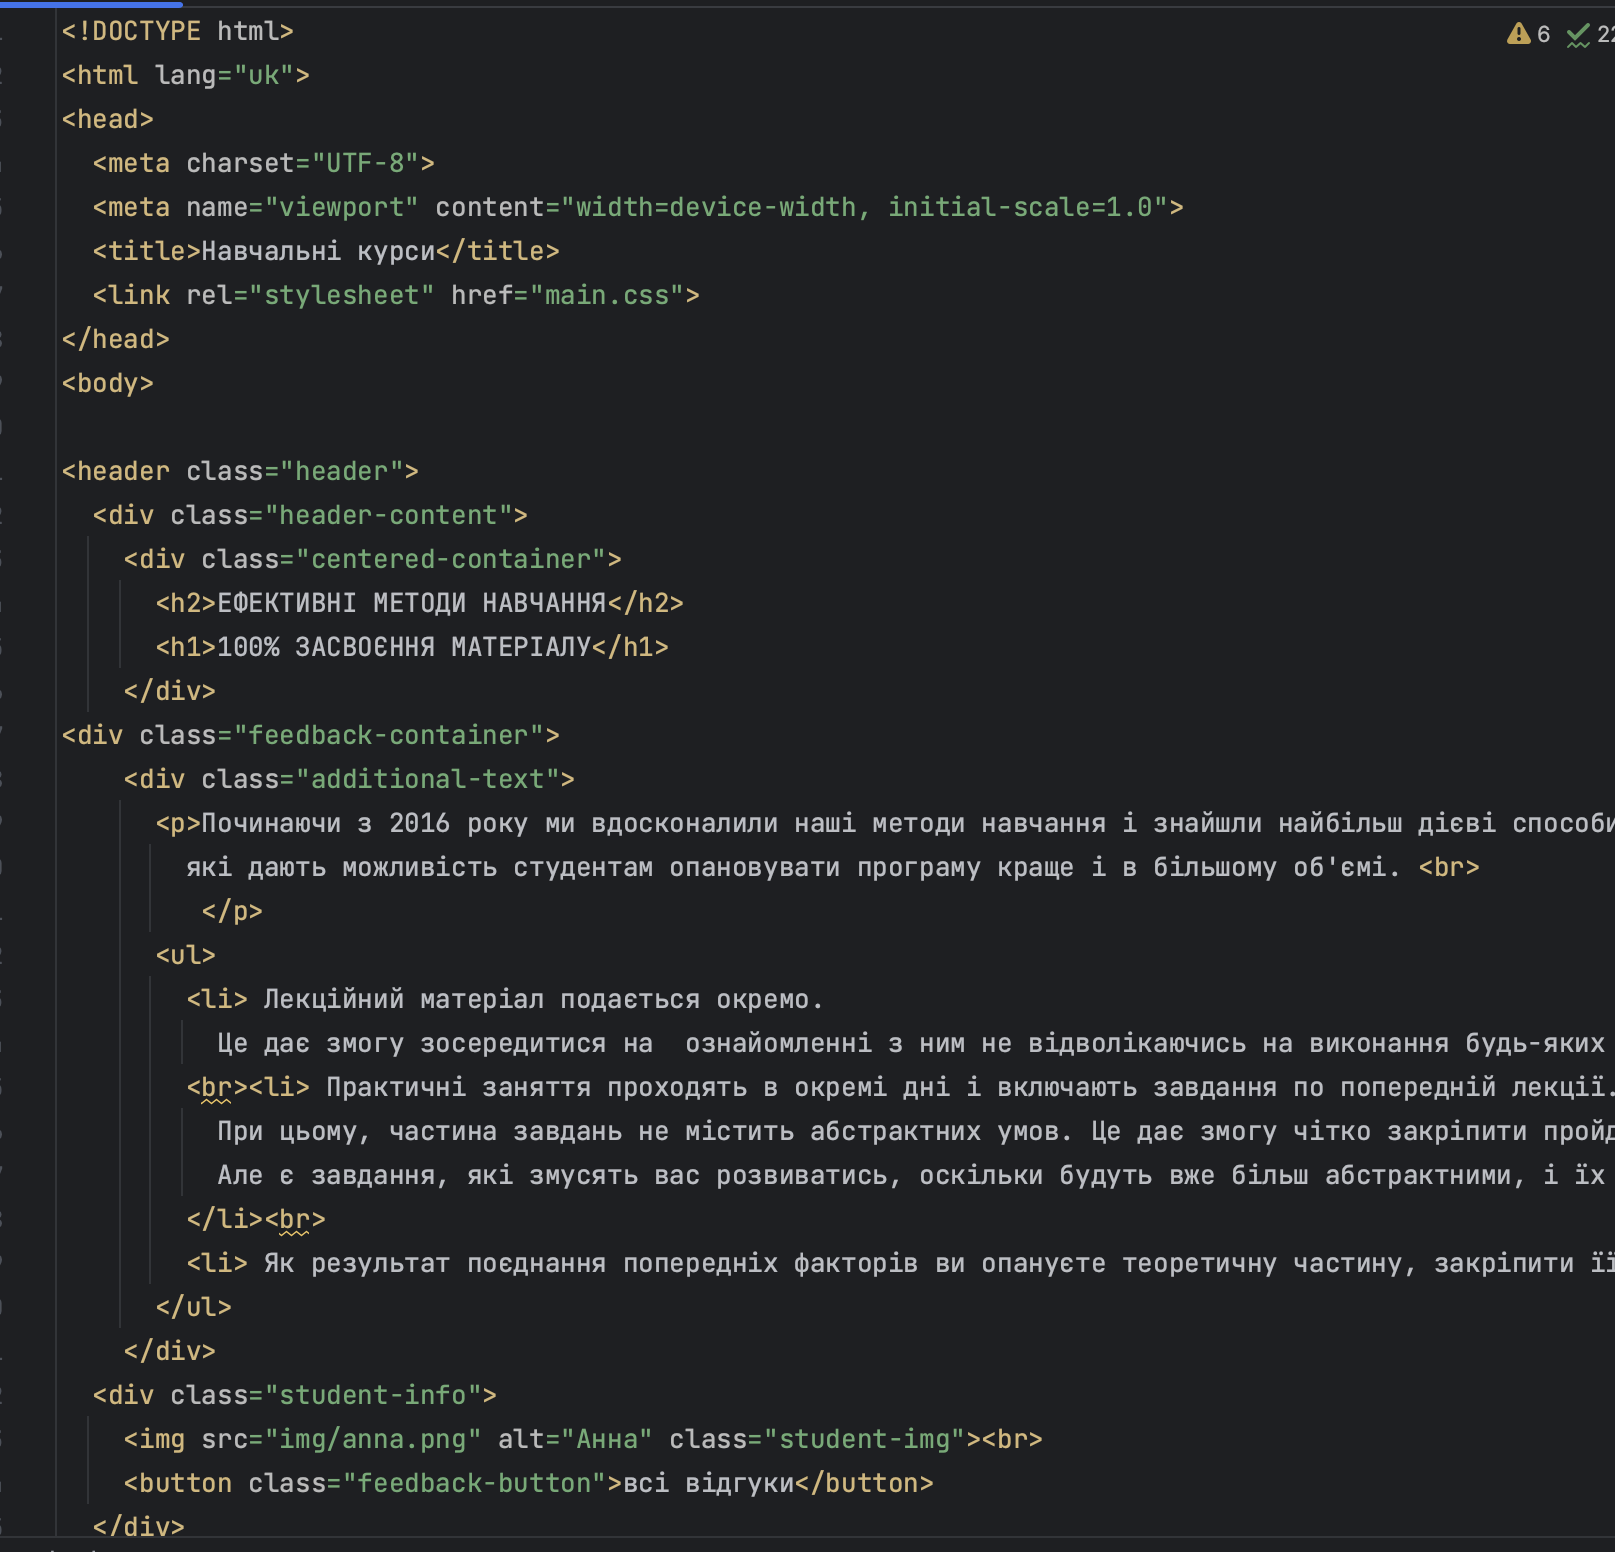 6 22
<!DOCTYPE html>
<html lang="uk">
<head>
<meta charset="UTF-8">
<meta name="viewport" content="width=device-width, initial-scale=1.0">
<title>Навчальні курси</title>
<link rel="stylesheet" href="main.css">
</head>
<body>
<header class="header">
<div class="header-content">
<div class="centered-container">
<h2>ЕФЕКТИВНІ МЕТОДИ НАВЧАННЯ</h2>
<h1>100% ЗАСВОЄННЯ МАТЕРІАЛУ</h1>
</div>
<div class="feedback-container">
<div class="additional-text">
<p>Починаючи з 2016 року ми вдосконалили наші методи навчання і знайшли найбільш дієві способи
які дають можливість студентам опановувати програму краще і в більшому об'ємі. <br>
</p>
<ul>
<li> Лекційний матеріал подається окремо.
Це дає змогу зосередитися на  ознайомленні з ним не відволікаючись на виконання будь-яких
<br><li> Практичні заняття проходять в окремі дні і включають завдання по попередній лекції.
При цьому, частина завдань не містить абстрактних умов. Це дає змогу чітко закріпити
Але є завдання, які змусять вас розвиватись, оскільки будуть вже більш абстрактними, і їх
</li><br>
<li> Як результат поєднання попередніх факторів ви опануєте теоретичну частину, закріпити її
</ul>
</div>
<div class="student-info">
<img src="img/anna.png" alt="Анна" class="student-img"><br>
<button class="feedback-button">всі відгуки</button>
</div>